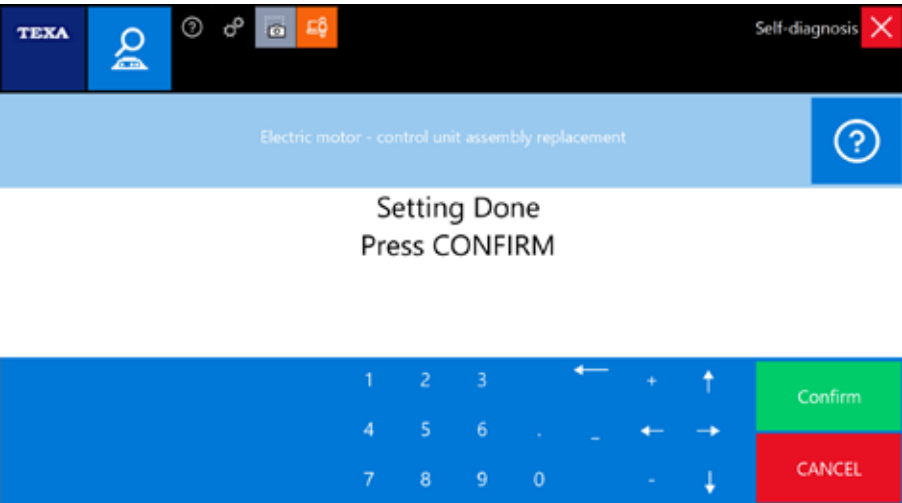 TEXA
Self-diagnosis
Electric motor - control unit assembly replacement
?
Setting Done
Press CONFIRM
1 2 3 +
4 5 6 . _
7 8 9 0 -
Confirm
CANCEL